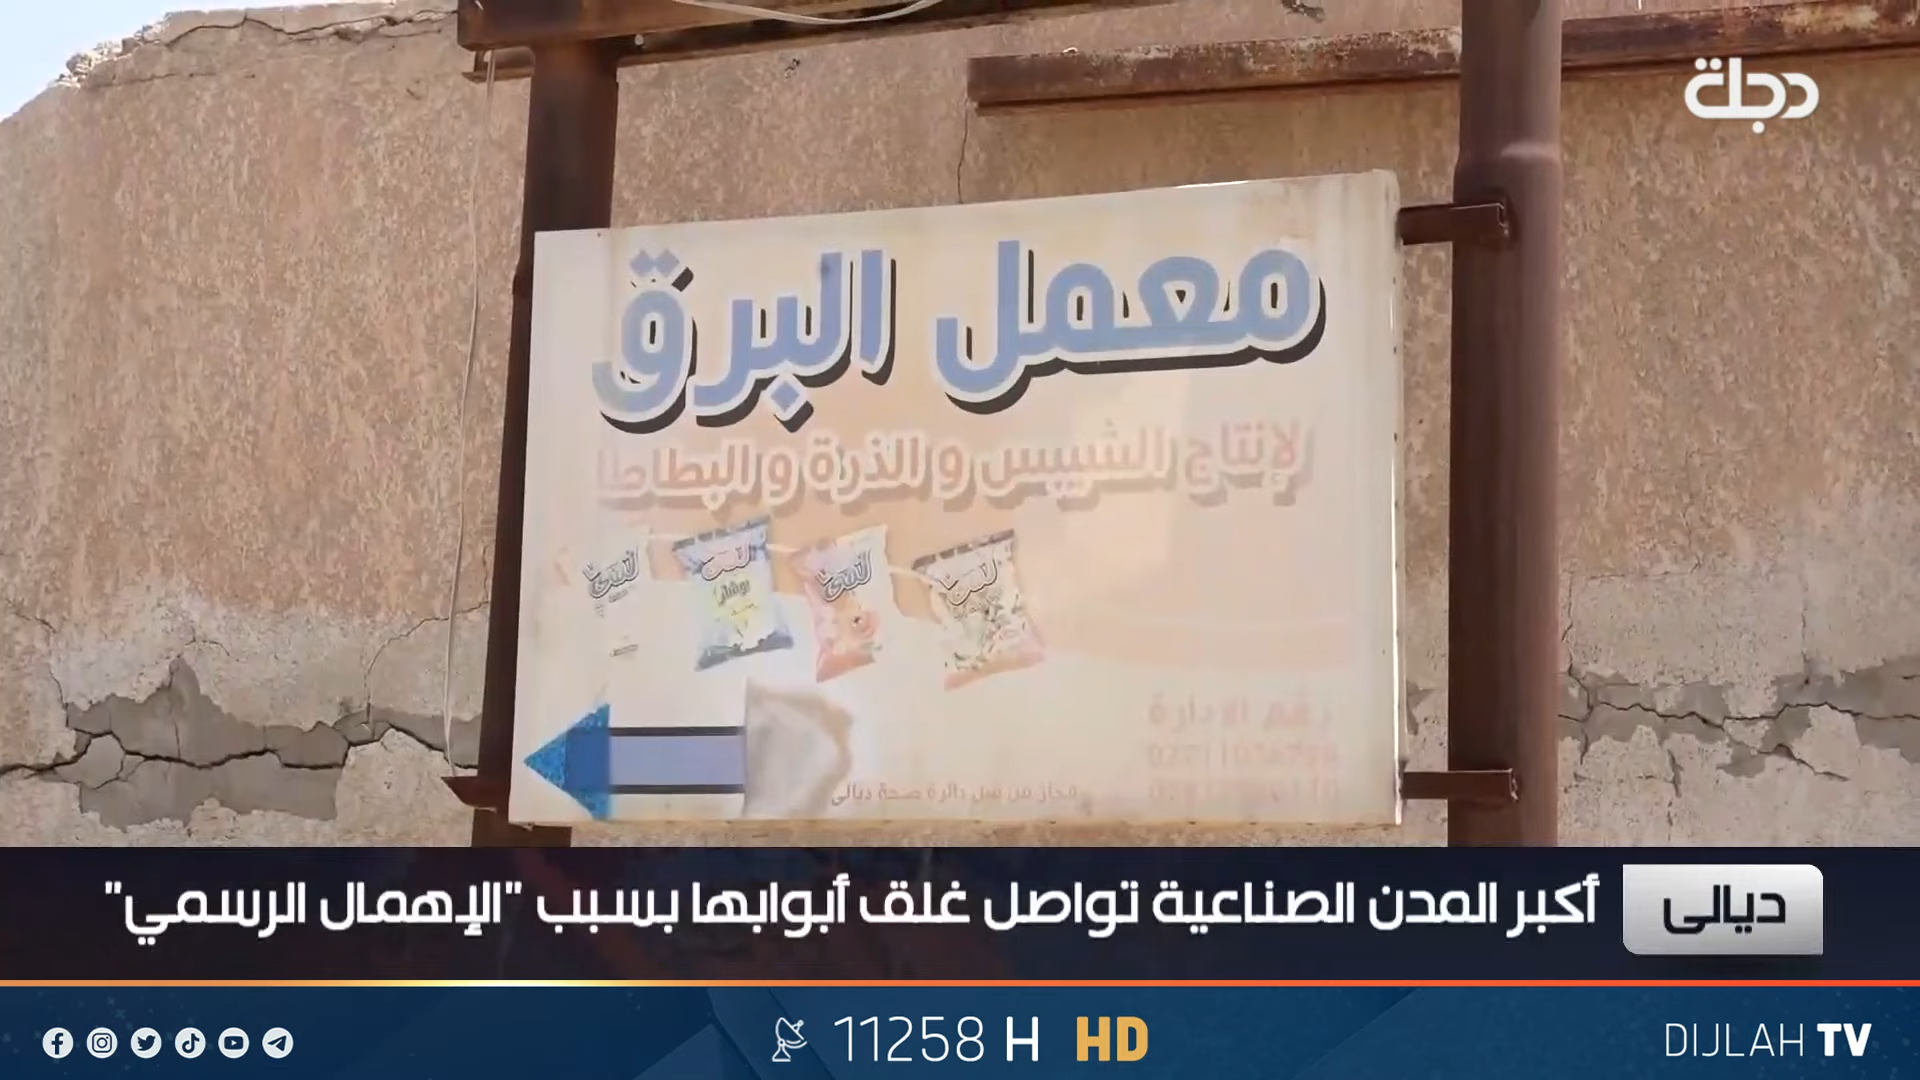 دجلة
معمل البرق
لإنتاج الشيبس و الذرة و البطاطا
رقم الادارة
مجاز من قبل دائرة صحة ديالى
ديالى
أكبر المدن الصناعية تواصل غلق أبوابها بسبب "الإهمال الرسمي"
11258 H HD
DIJLAH TV